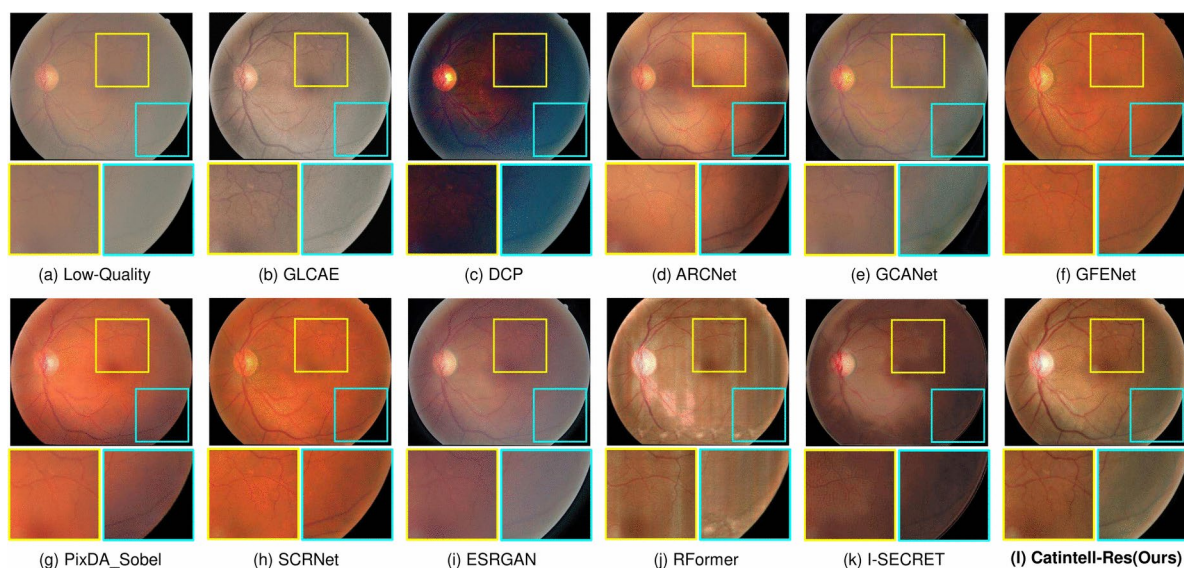 (a) Low-Quality
(b) GLCAE
(c) DCP
(d) ARCNet
(e) GCANet
(f) GFENet
(g) PixDA_Sobel
(h) SCRNet
(i) ESRGAN
(j) RFormer
(k) I-SECRET
(l) Catintell-Res(Ours)